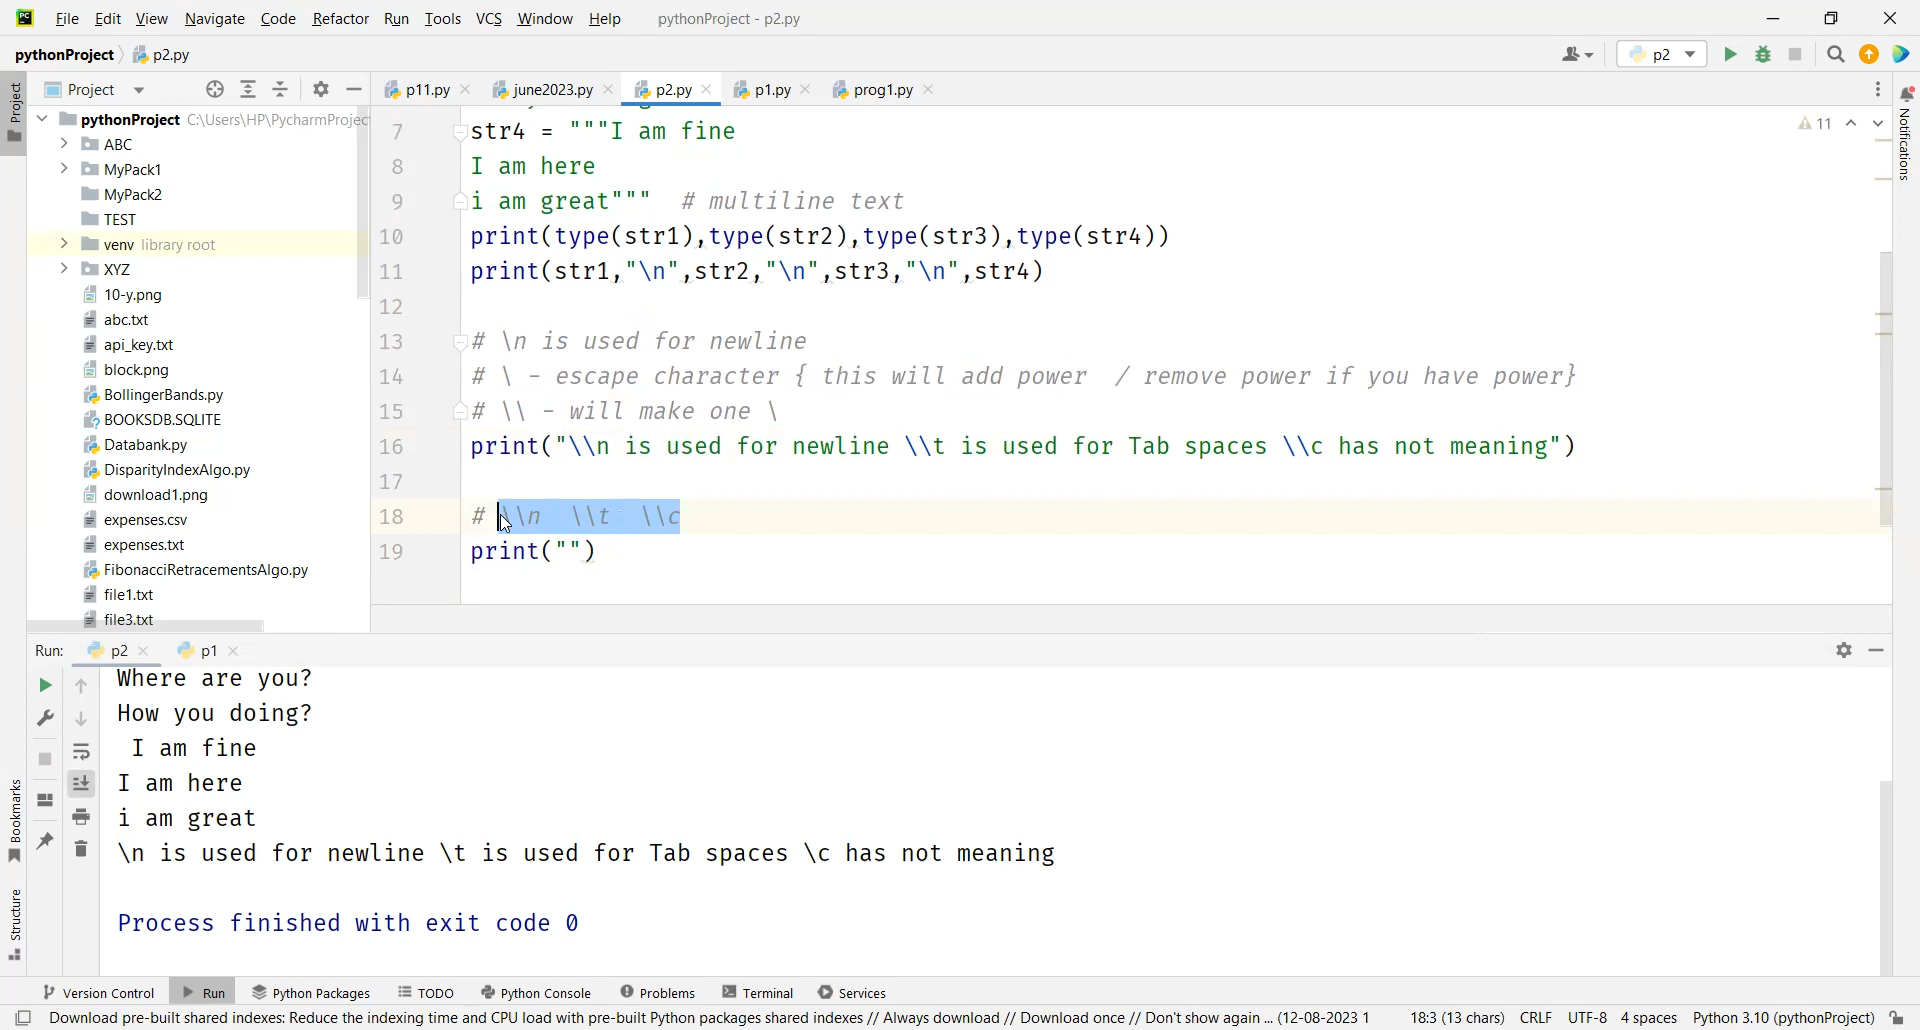 PC File Edit View Navigate Code Refactor Run Tools VCS Window Help pythonProject - p2.py
pythonProject p2.py p2
Project p11.py june2023.py p2.py p1.py prog1.py
Project
Notifications
pythonProject C:\Users\HP\PycharmProjec
ABC
MyPack1
MyPack2
TEST
venv library root
XYZ
10-y.png
abc.txt
api_key.txt
block.png
BollingerBands.py
BOOKSDB.SQLITE
Databank.py
DisparityIndexAlgo.py
download1.png
expenses.csv
expenses.txt
FibonacciRetracementsAlgo.py
file1.txt
file3.txt
11
7 str4 = """I am fine
8 I am here
9 i am great""" # multiline text
10 print(type(str1),type(str2),type(str3),type(str4))
11 print(str1,"\n",str2,"\n",str3,"\n",str4)
12
13 # \n is used for newline
14 # \ - escape character { this will add power / remove power if you have power}
15 # \\ - will make one \
16 print("\\n is used for newline \\t is used for Tab spaces \\c has not meaning")
17
18 # \\n \\t \\c
19 print("")
Run: p2 p1
Where are you?
How you doing?
I am fine
I am here
i am great
\n is used for newline \t is used for Tab spaces \c has not meaning
Process finished with exit code 0
Bookmarks
Structure
Version Control Run Python Packages TODO Python Console Problems Terminal Services
Download pre-built shared indexes: Reduce the indexing time and CPU load with pre-built Python packages shared indexes // Always download // Download once // Don't show again ... (12-08-2023 1 18:3 (13 chars) CRLF UTF-8 4 spaces Python 3.10 (pythonProject)